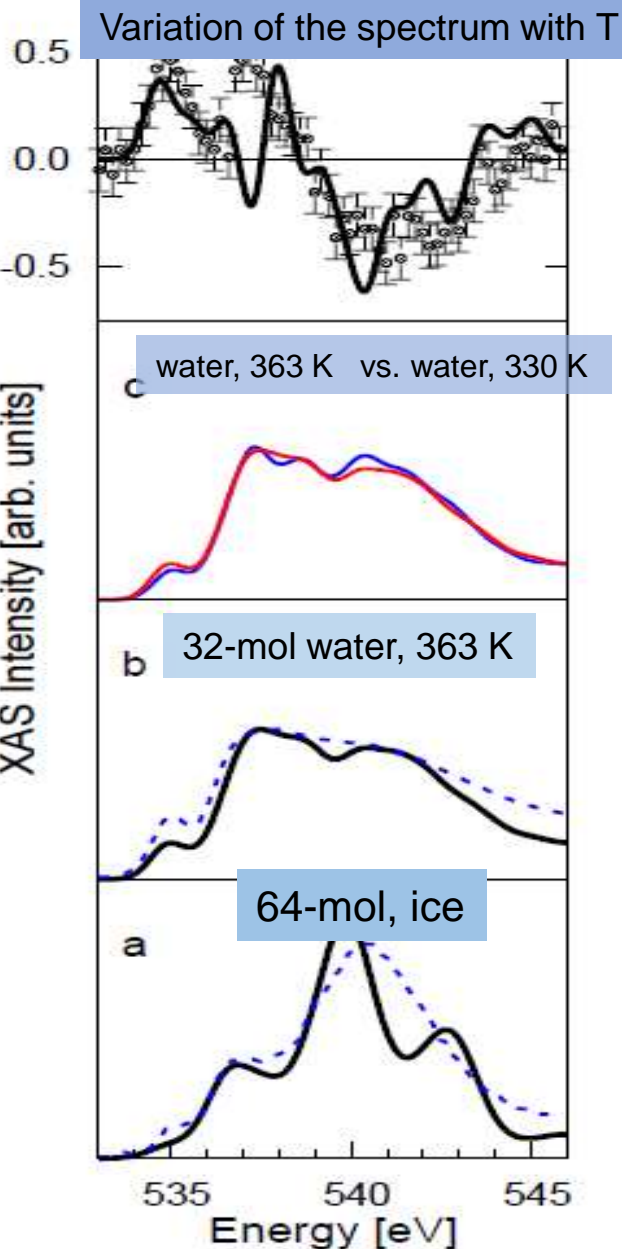 Variation of the spectrum with T
0.5
0.0
-0.5
XAS Intensity [arb. units]
c
water, 363 K vs. water, 330 K
b
32-mol water, 363 K
a
64-mol, ice
535 540 545
Energy [eV]